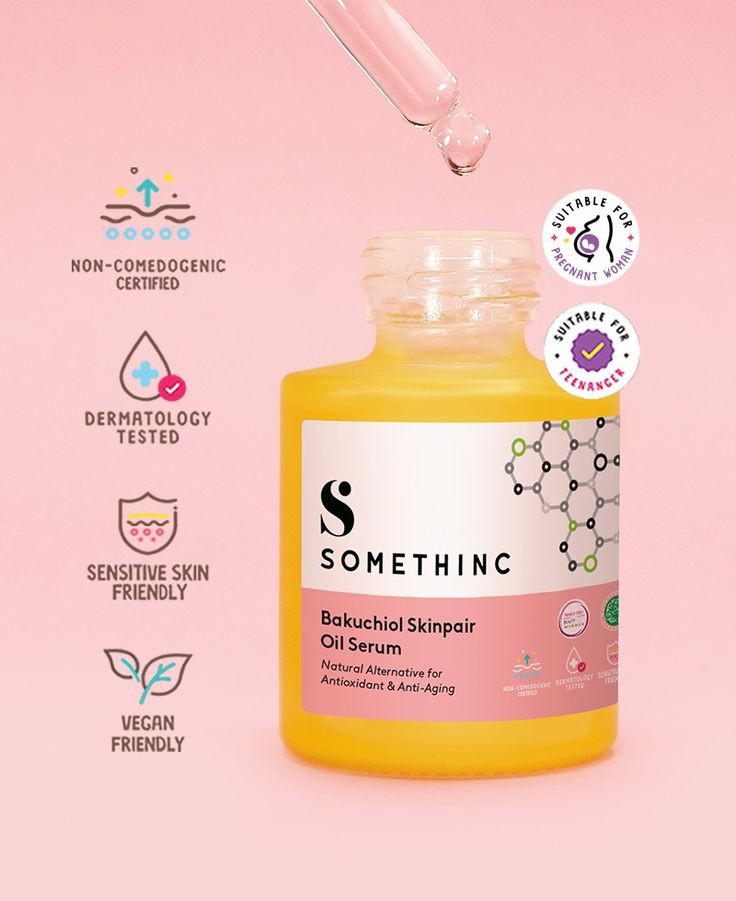 NON-COMEDOGENIC
CERTIFIED
DERMATOLOGY
TESTED
SENSITIVE SKIN
FRIENDLY
VEGAN
FRIENDLY
SUITABLE FOR
PREGNANT WOMAN
SUITABLE FOR
TEENANGER
S
SOMETHINC
Bakuchiol Skinpair
Oil Serum
Natural Alternative for
Antioxidant & Anti-Aging
WINNER
NON-COMEDOGENIC
CERTIFIED
DERMATOLOGY
TESTED